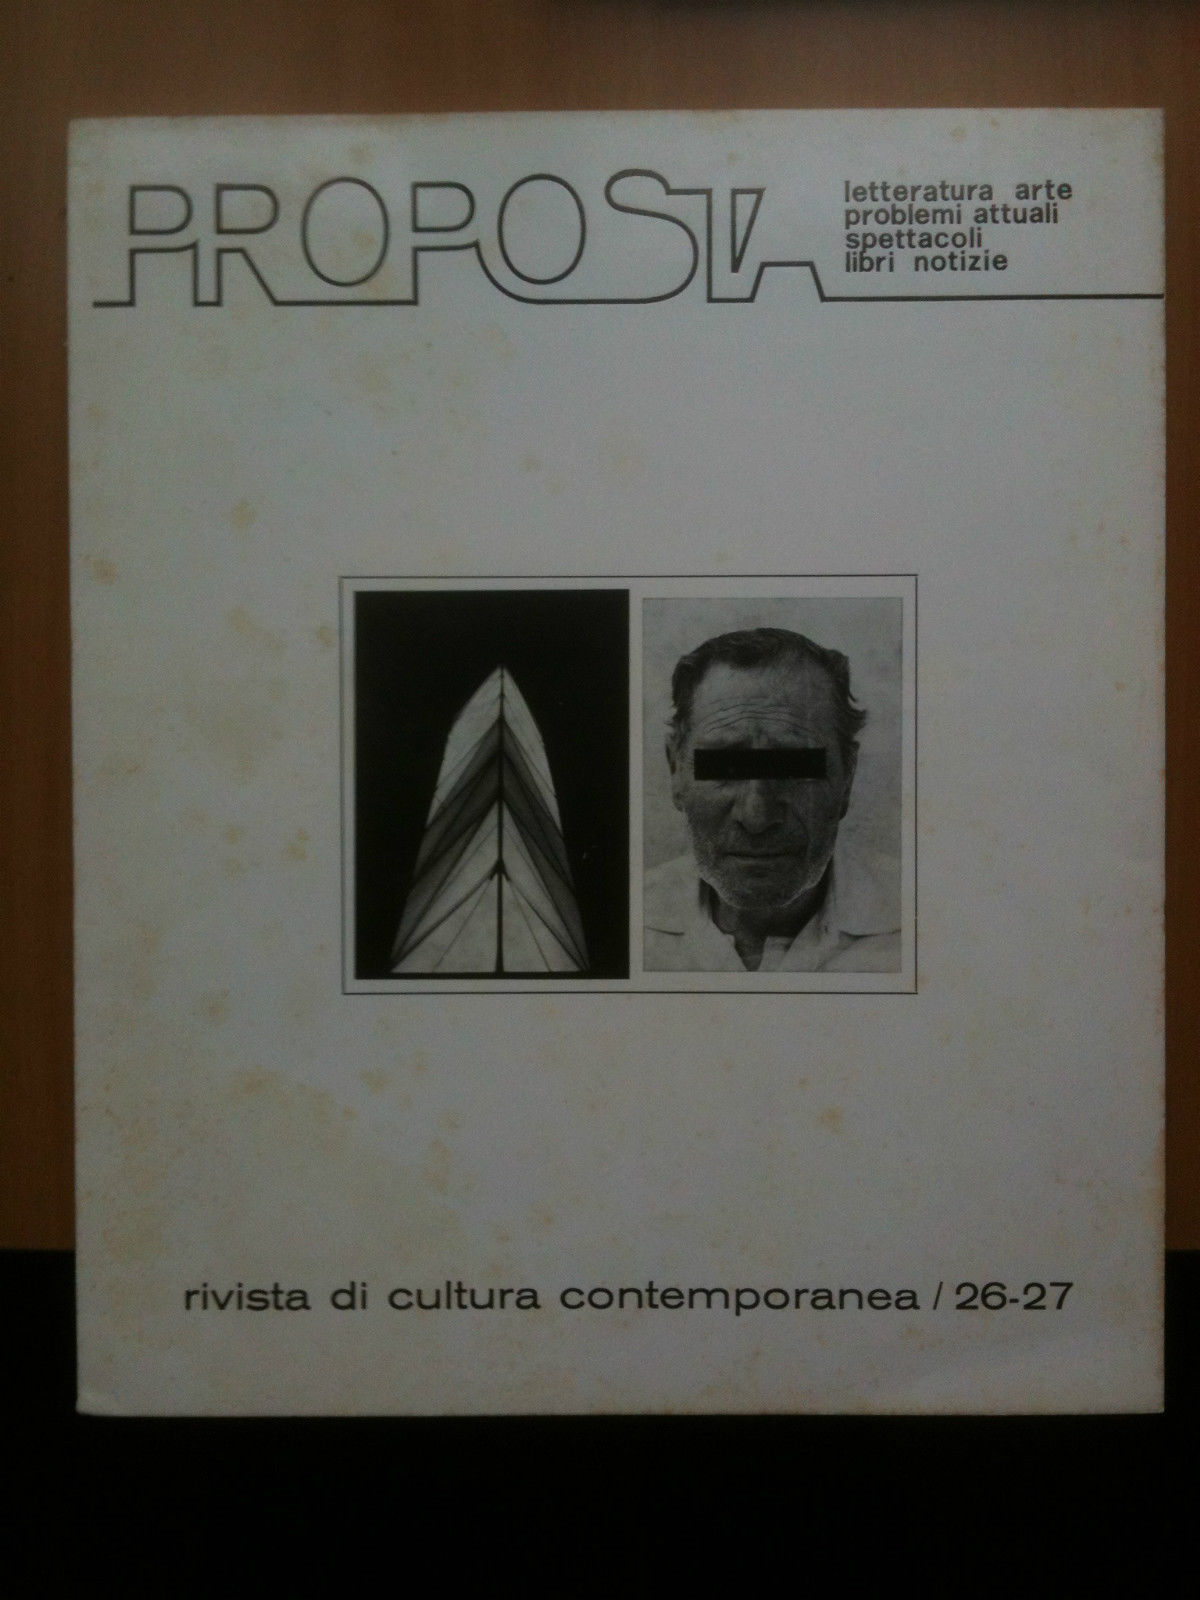 PROPOSTA
letteratura arte
problemi attuali
spettacoli
libri notizie
rivista di cultura contemporanea / 26-27